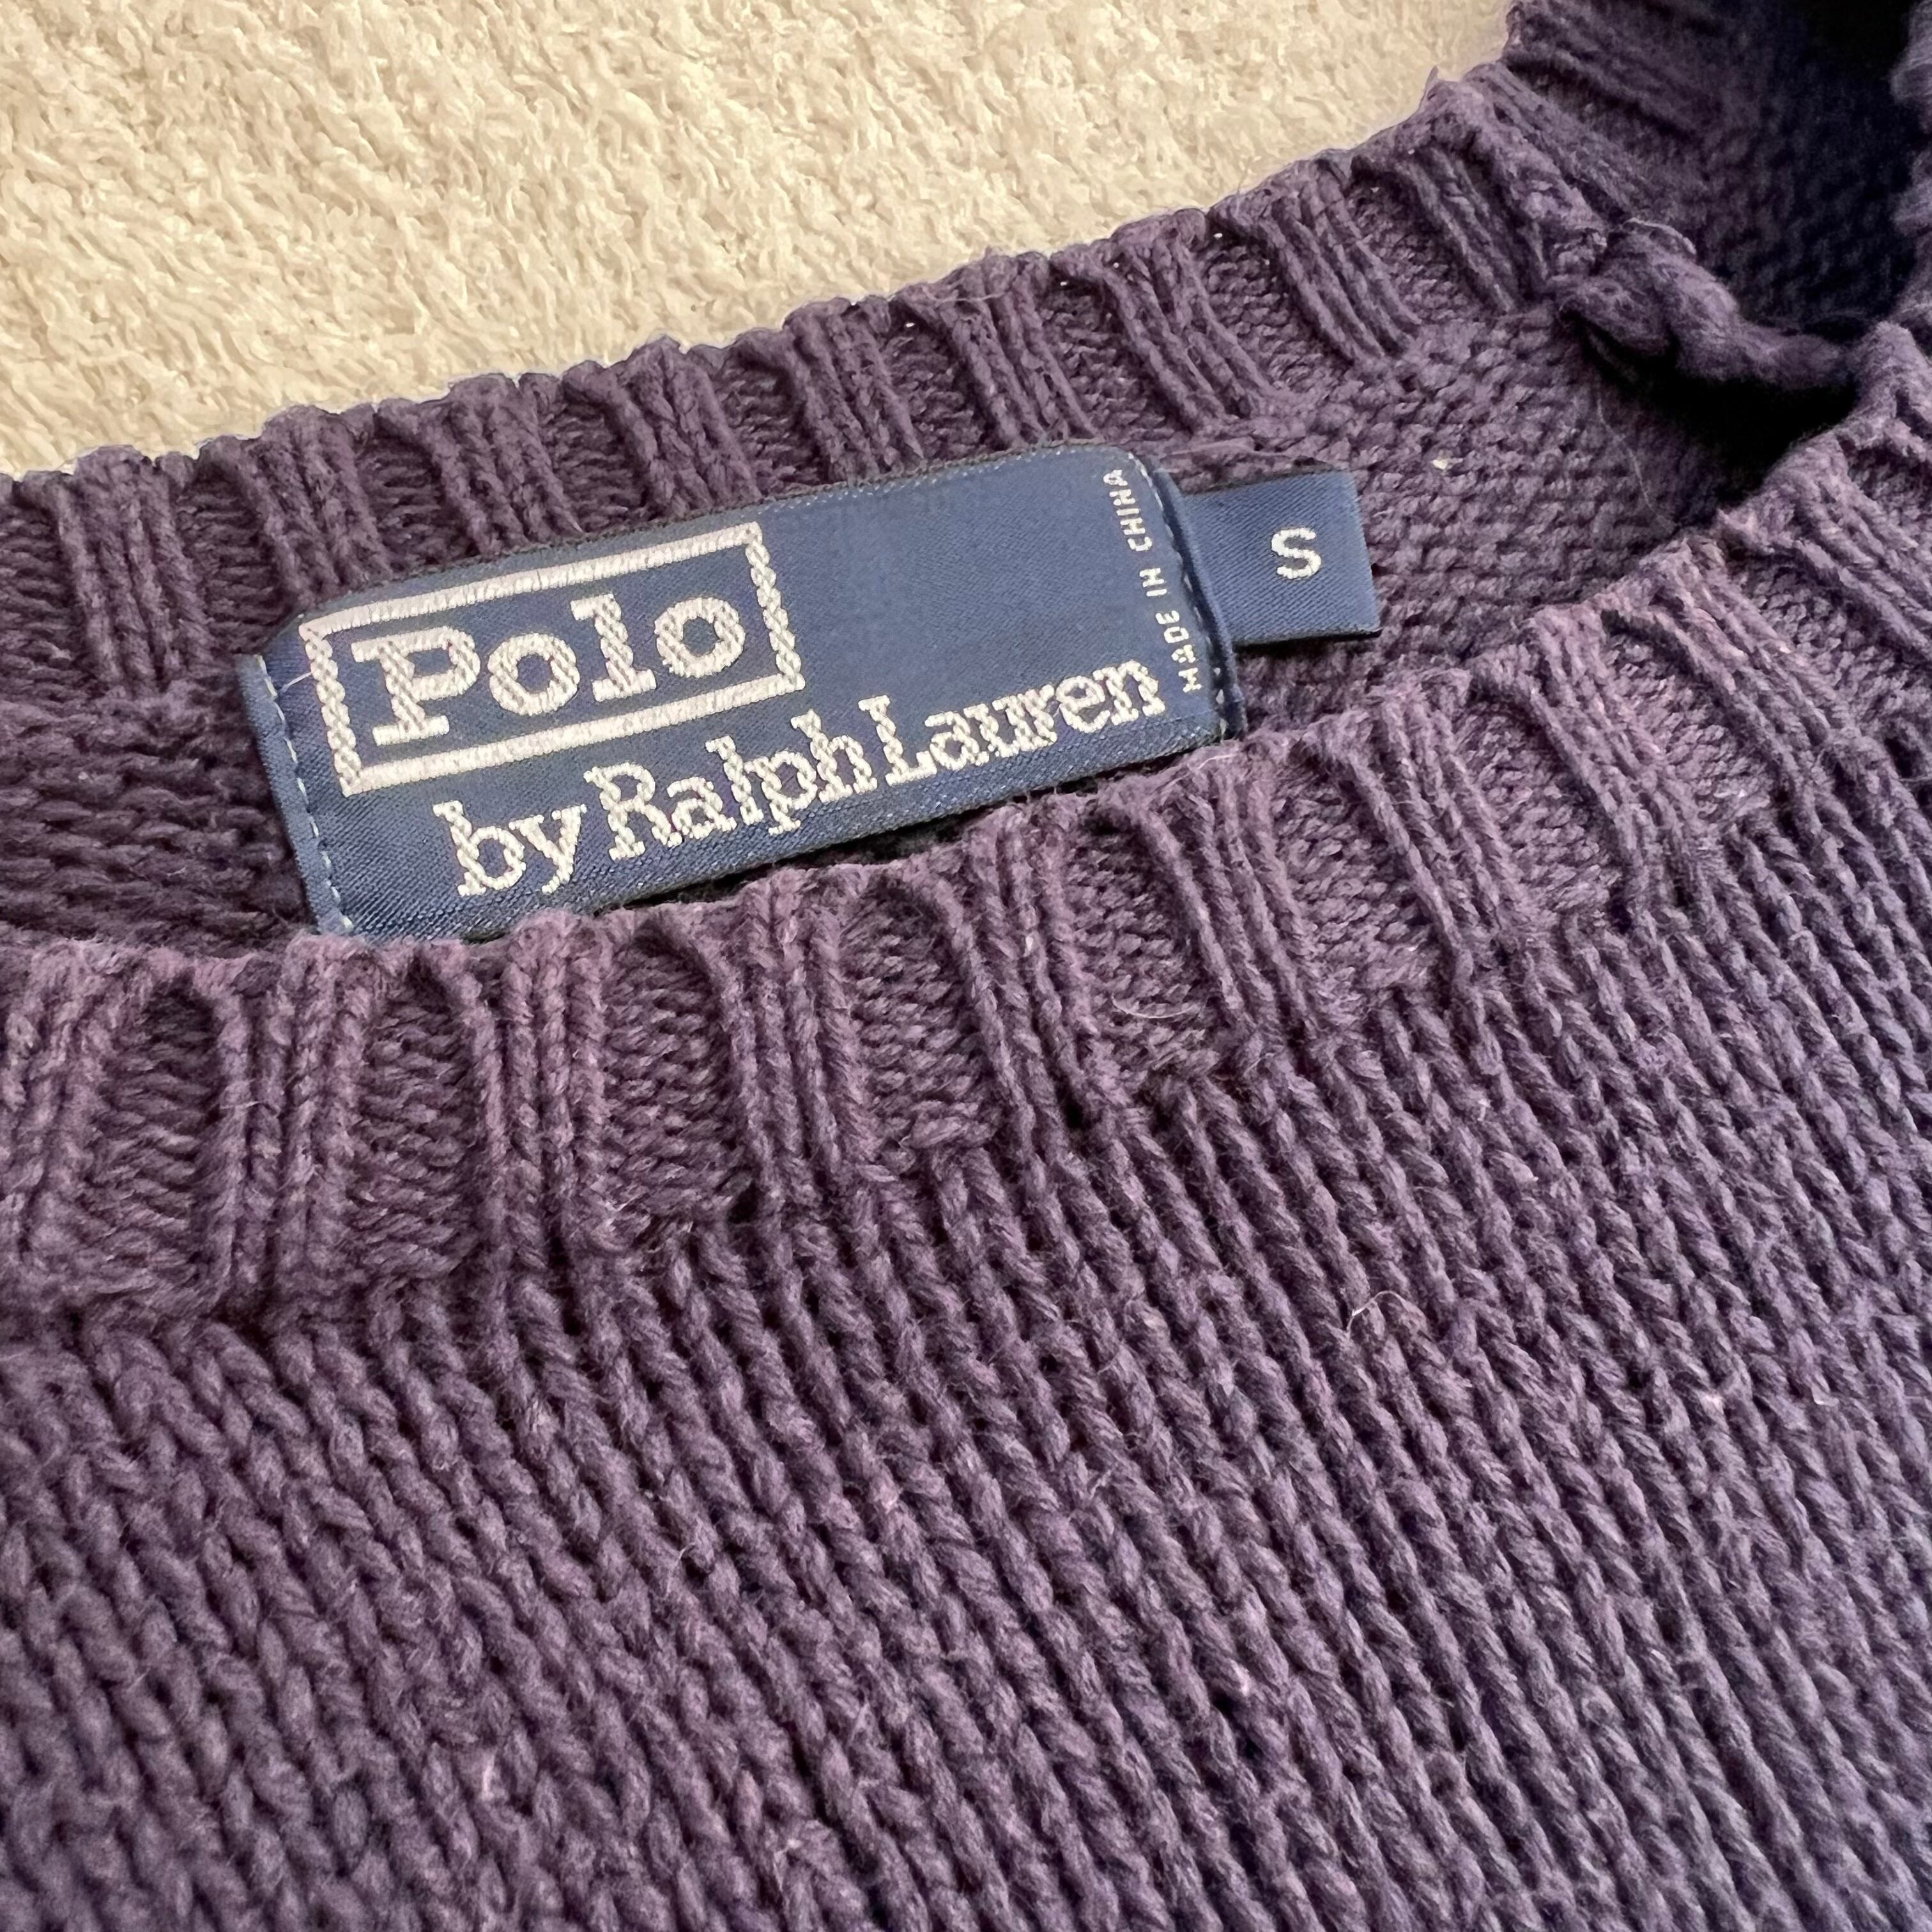 Polo
by Ralph Lauren
MADE IN CHINA
S